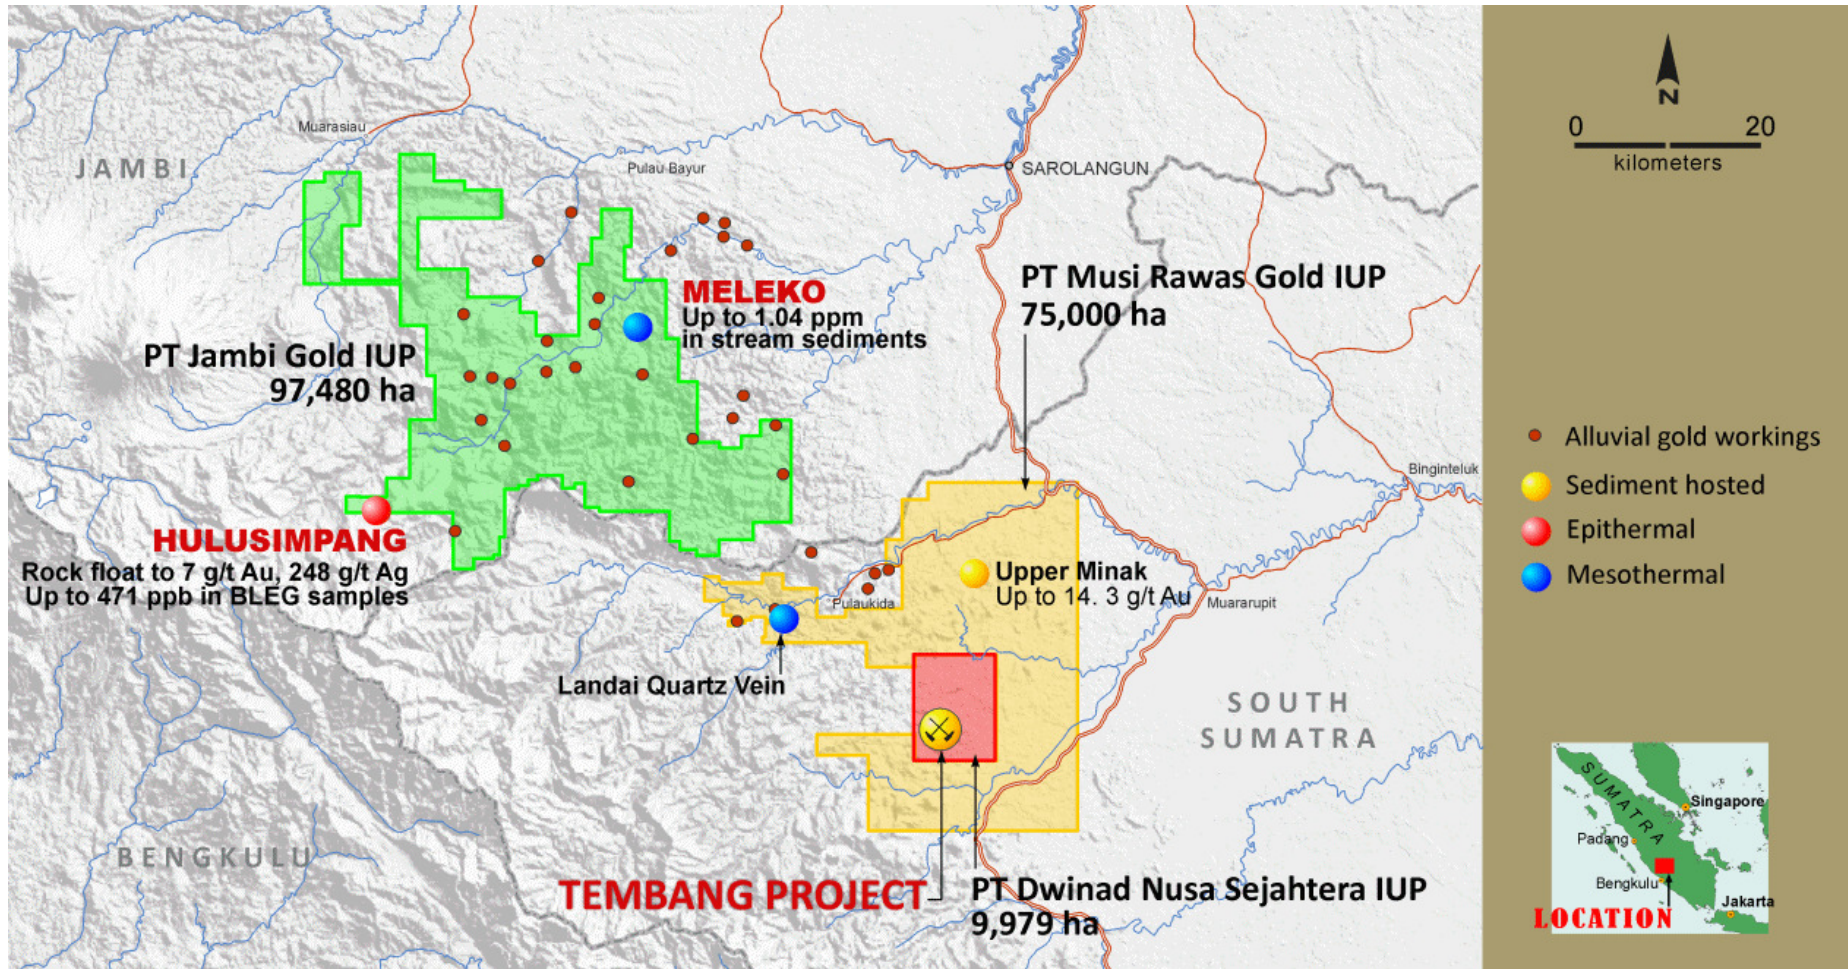 Muarasiau
JAMBI
Pulau Bayur
SAROLANGUN
N
0 20
kilometers
MELEKO
Up to 1.04 ppm
in stream sediments
PT Musi Rawas Gold IUP
75,000 ha
PT Jambi Gold IUP
97,480 ha
Alluvial gold workings
Sediment hosted
Epithermal
Mesothermal
Binginteluk
HULUSIMPANG
Rock float to 7 g/t Au, 248 g/t Ag
Up to 471 ppb in BLEG samples
Upper Minak
Up to 14. 3 g/t Au
Pulaukida
Muararupit
Landai Quartz Vein
SOUTH
SUMATRA
BENGKULU
TEMBANG PROJECT
PT Dwinad Nusa Sejahtera IUP
9,979 ha
SUMATRA
Singapore
Padang
Bengkulu
Jakarta
LOCATION